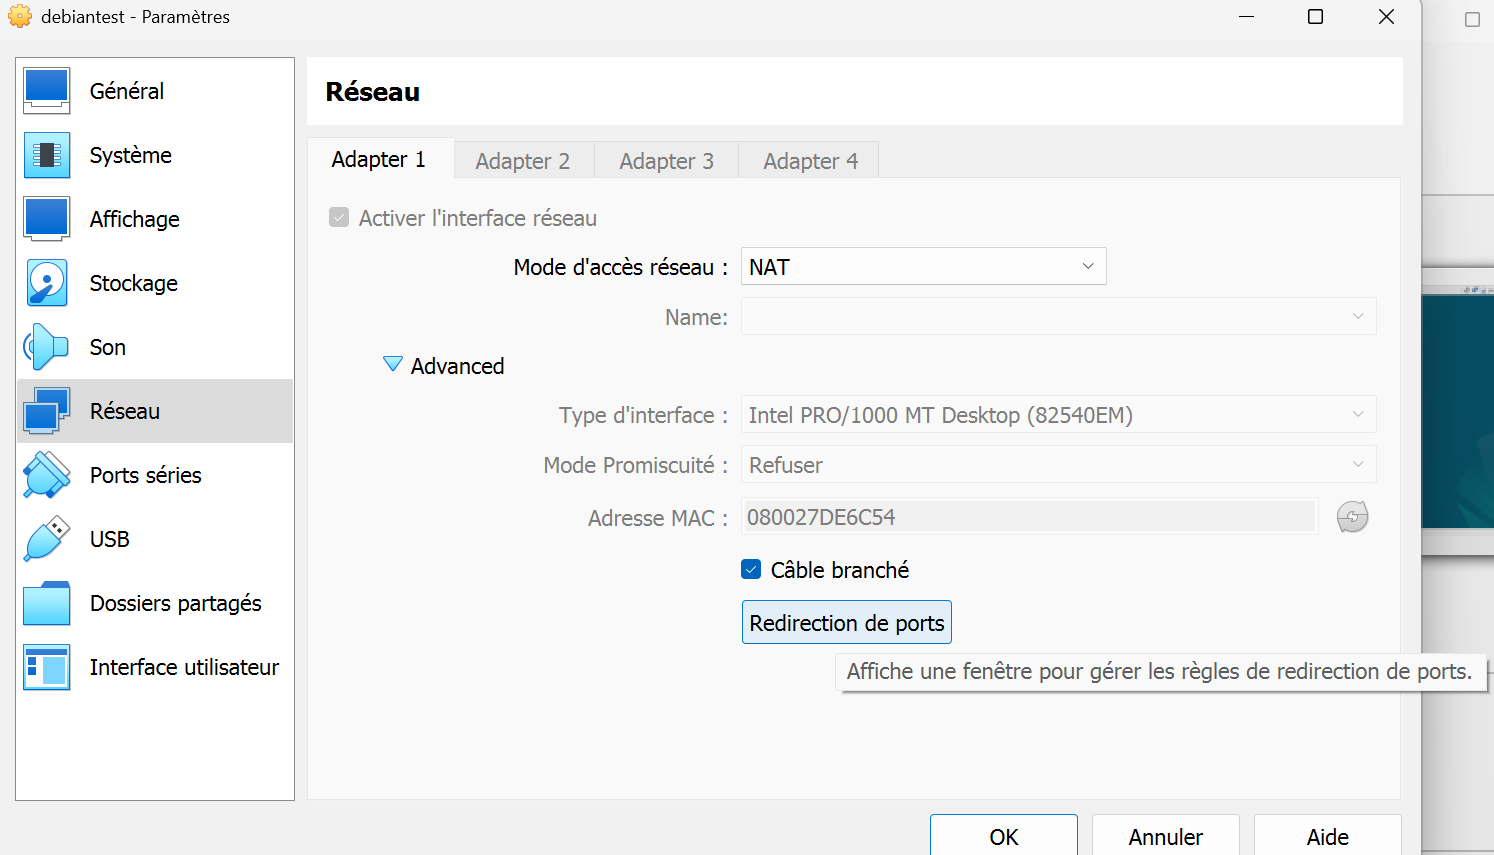 debiantest - Paramètres
Général
Système
Affichage
Stockage
Son
Réseau
Ports séries
USB
Dossiers partagés
Interface utilisateur
Réseau
Adapter 1 Adapter 2 Adapter 3 Adapter 4
Activer l'interface réseau
Mode d'accès réseau : NAT
Name:
Advanced
Type d'interface : Intel PRO/1000 MT Desktop (82540EM)
Mode Promiscuité : Refuser
Adresse MAC : 080027DE6C54
Câble branché
Redirection de ports
Affiche une fenêtre pour gérer les règles de redirection de ports.
OK Annuler Aide